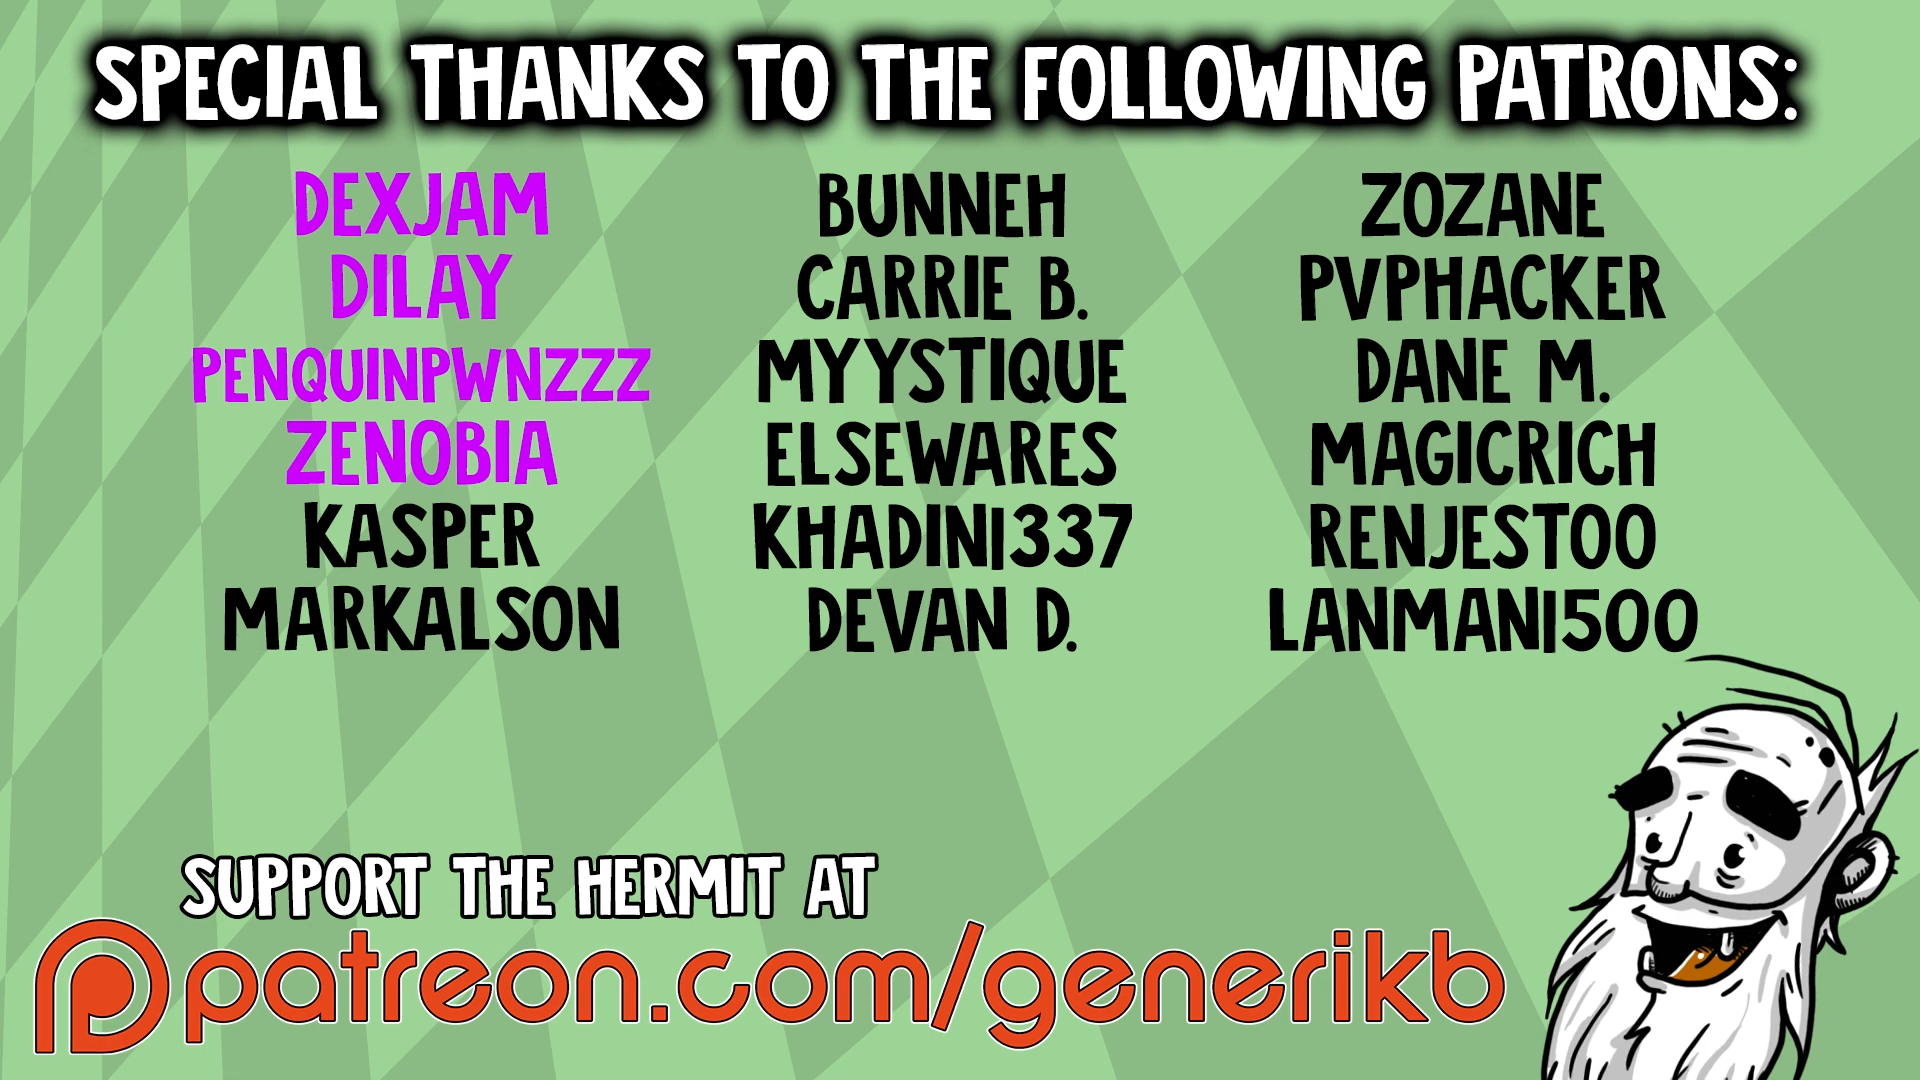 SPECIAL THANKS TO THE FOLLOWING PATRONS:
DEXJAM
DILAY
PENQUINPWNZZZ
ZENOBIA
KASPER
MARKALSON
BUNNEH
CARRIE B.
MYYSTIQUE
ELSEWARES
KHADIN1337
DEVAN D.
ZOZANE
PVPHACKER
DANE M.
MAGICRICH
RENJEST00
LANMAN1500
SUPPORT THE HERMIT AT
patreon.com/generikb